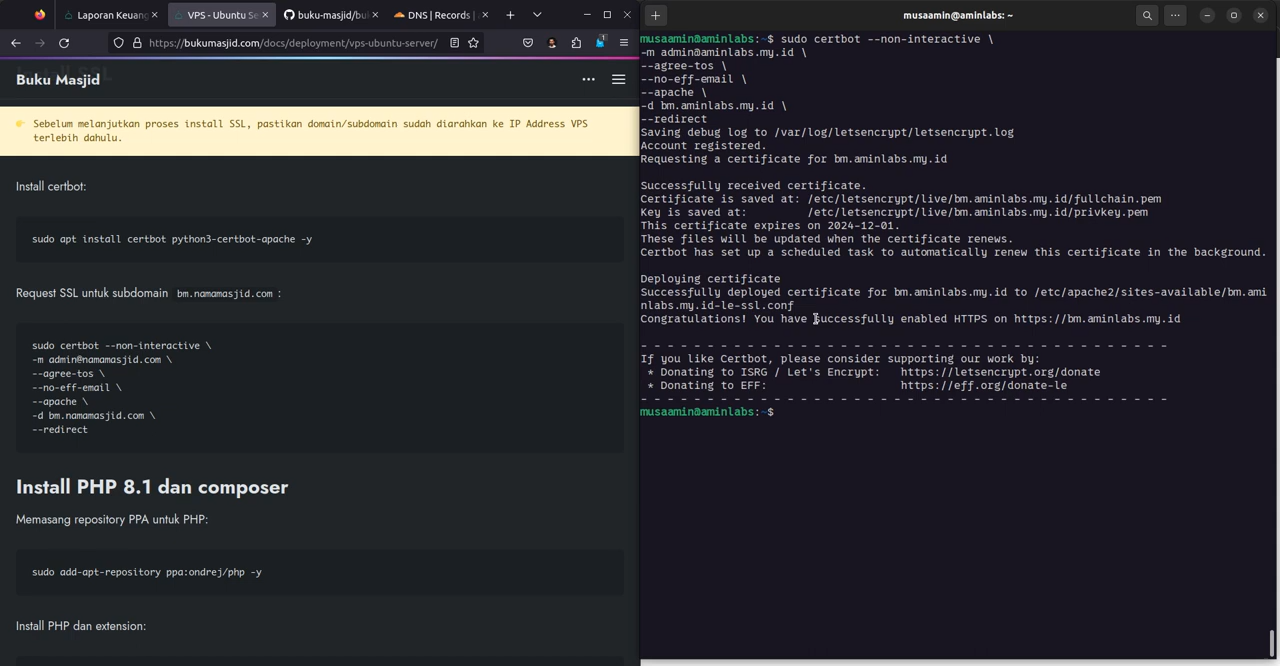 Laporan Keuang
VPS - Ubuntu Se
buku-masjid/bu
DNS | Records |
https://bukumasjid.com/docs/deployment/vps-ubuntu-server/
1
Buku Masjid
Sebelum melanjutkan proses install SSL, pastikan domain/subdomain sudah diarahkan ke IP Address VPS
terlebih dahulu.
Install certbot:
sudo apt install certbot python3-certbot-apache -y
Request SSL untuk subdomain bm.namamasjid.com :
sudo certbot --non-interactive \
-m admin@namamasjid.com \
--agree-tos \
--no-eff-email \
--apache \
-d bm.namamasjid.com \
--redirect
Install PHP 8.1 dan composer
Memasang repository PPA untuk PHP:
sudo add-apt-repository ppa:ondrej/php -y
Install PHP dan extension:
musaamin@aminlabs: ~
musaamin@aminlabs:~$ sudo certbot --non-interactive \
-m admin@aminlabs.my.id \
--agree-tos \
--no-eff-email \
--apache \
-d bm.aminlabs.my.id \
--redirect
Saving debug log to /var/log/letsencrypt/letsencrypt.log
Account registered.
Requesting a certificate for bm.aminlabs.my.id
Successfully received certificate.
Certificate is saved at: /etc/letsencrypt/live/bm.aminlabs.my.id/fullchain.pem
Key is saved at: /etc/letsencrypt/live/bm.aminlabs.my.id/privkey.pem
This certificate expires on 2024-12-01.
These files will be updated when the certificate renews.
Certbot has set up a scheduled task to automatically renew this certificate in the background.
Deploying certificate
Successfully deployed certificate for bm.aminlabs.my.id to /etc/apache2/sites-available/bm.ami
nlabs.my.id-le-ssl.conf
Congratulations! You have successfully enabled HTTPS on https://bm.aminlabs.my.id
- - - - - - - - - - - - - - - - - - - - - - - - - - - - - - - - - - - - - - - -
If you like Certbot, please consider supporting our work by:
* Donating to ISRG / Let's Encrypt: https://letsencrypt.org/donate
* Donating to EFF: https://eff.org/donate-le
- - - - - - - - - - - - - - - - - - - - - - - - - - - - - - - - - - - - - - - -
musaamin@aminlabs:~$